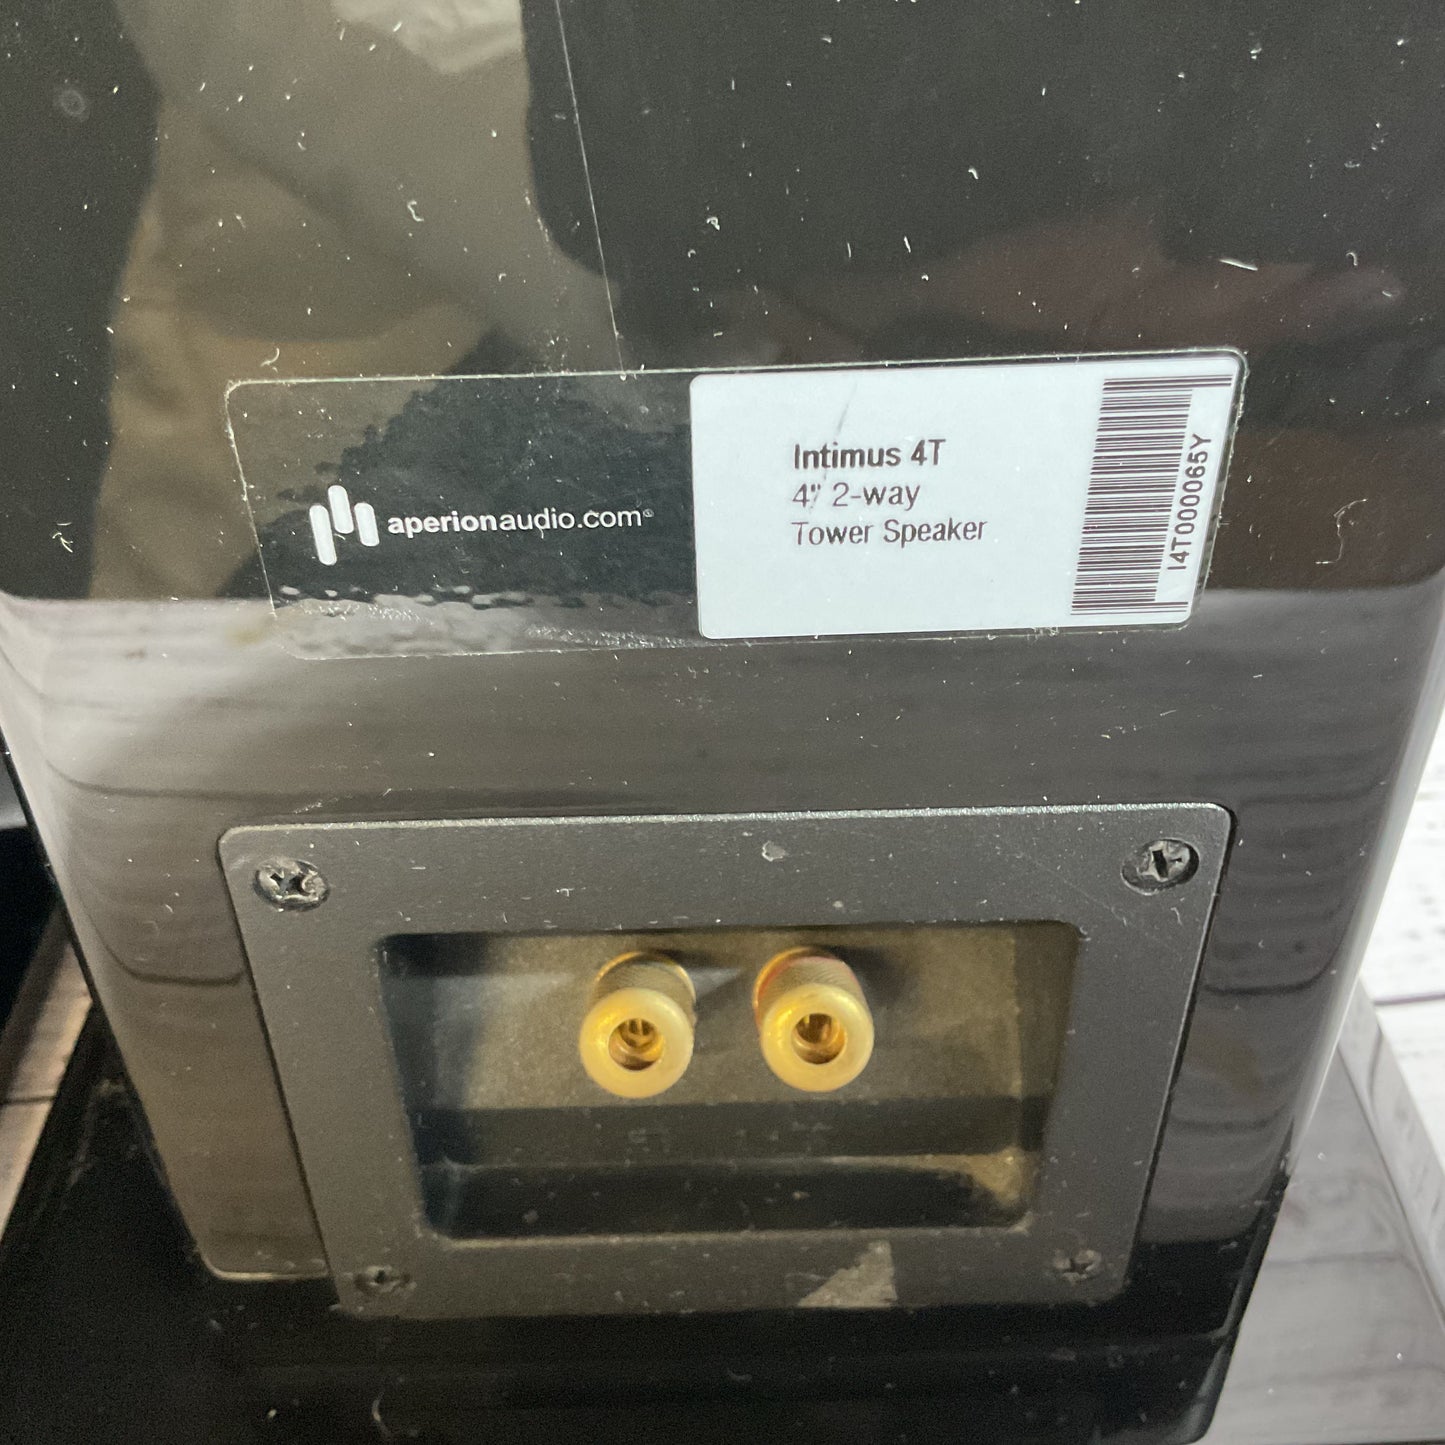 aperionaudio.com®
Intimus 4T
4" 2-way
Tower Speaker
I4T000065Y